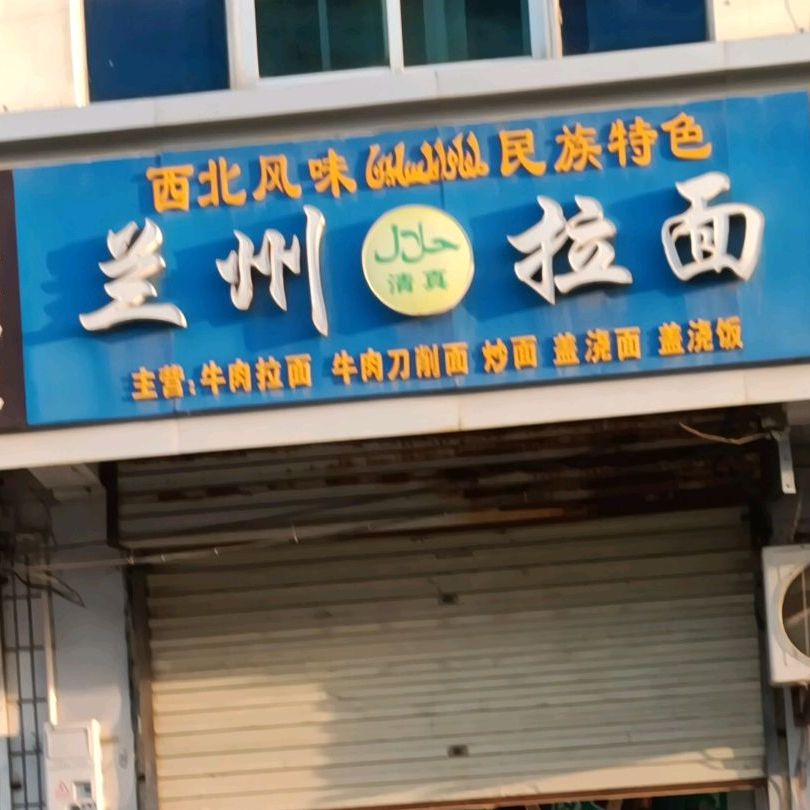 西北风味 民族特色
兰州 拉面
حلال
清真
主营:牛肉拉面 牛肉刀削面 炒面 盖浇面 盖浇饭